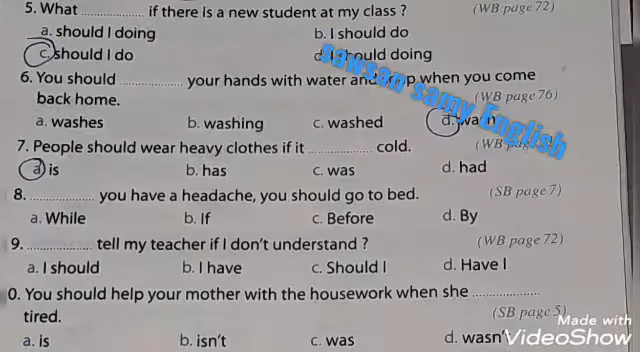 5. What .................... if there is a new student at my class ? (WB page 72)
a. should I doing b. I should do
c. should I do d. I should doing
6. You should .................... your hands with water and p when you come
back home. (WB page 76)
a. washes b. washing c. washed d. wash
7. People should wear heavy clothes if it .................... cold. (WB
a. is b. has c. was d. had
8. .................... you have a headache, you should go to bed. (SB page 7)
a. While b. If c. Before d. By
9. .................... tell my teacher if I don't understand ? (WB page 72)
a. I should b. I have c. Should I d. Have I
0. You should help your mother with the housework when she ....................
tired. (SB page 5)
a. is b. isn't c. was d. wasn't
sawsan samy English
Made with
VideoShow